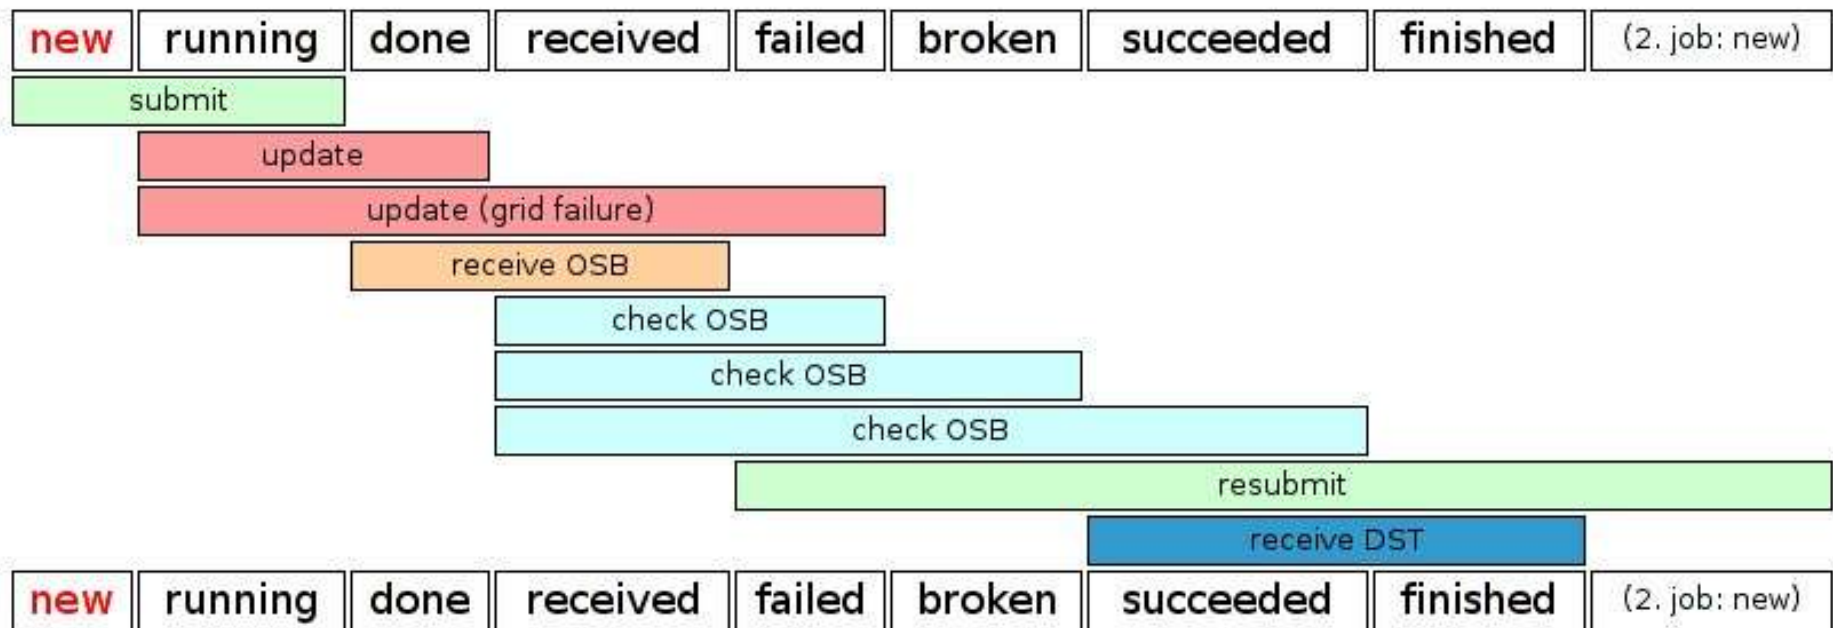 new running done received failed broken succeeded finished (2. job: new)
submit
update
update (grid failure)
receive OSB
check OSB
check OSB
check OSB
resubmit
receive DST
new running done received failed broken succeeded finished (2. job: new)